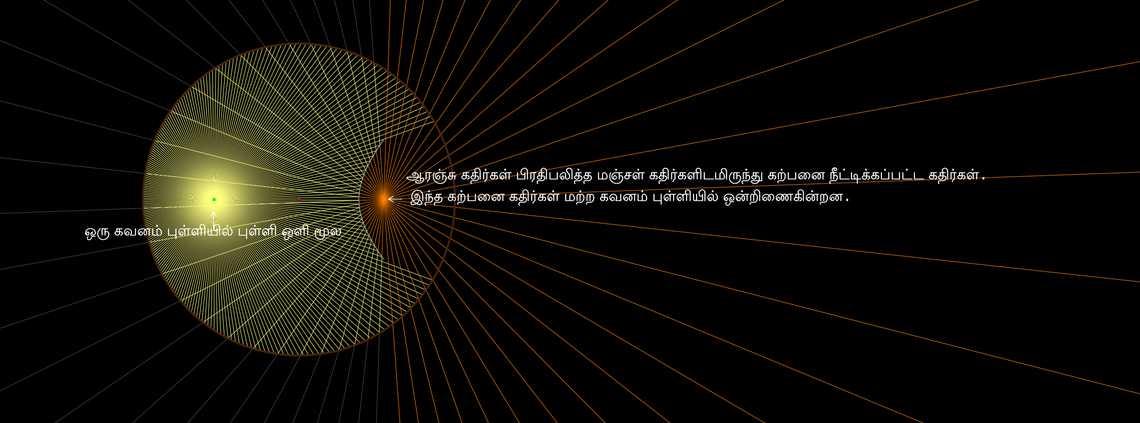 ஆரஞ்சு கதிர்கள் பிரதிபலித்த மஞ்சள் கதிர்களிடமிருந்து கற்பனை நீட்டிக்கப்பட்ட கதிர்கள்.
இந்த கற்பனை கதிர்கள் மற்ற கவனம் புள்ளியில் ஒன்றிணைகின்றன.
ஒரு கவனம் புள்ளியில் புள்ளி ஒளி மூல